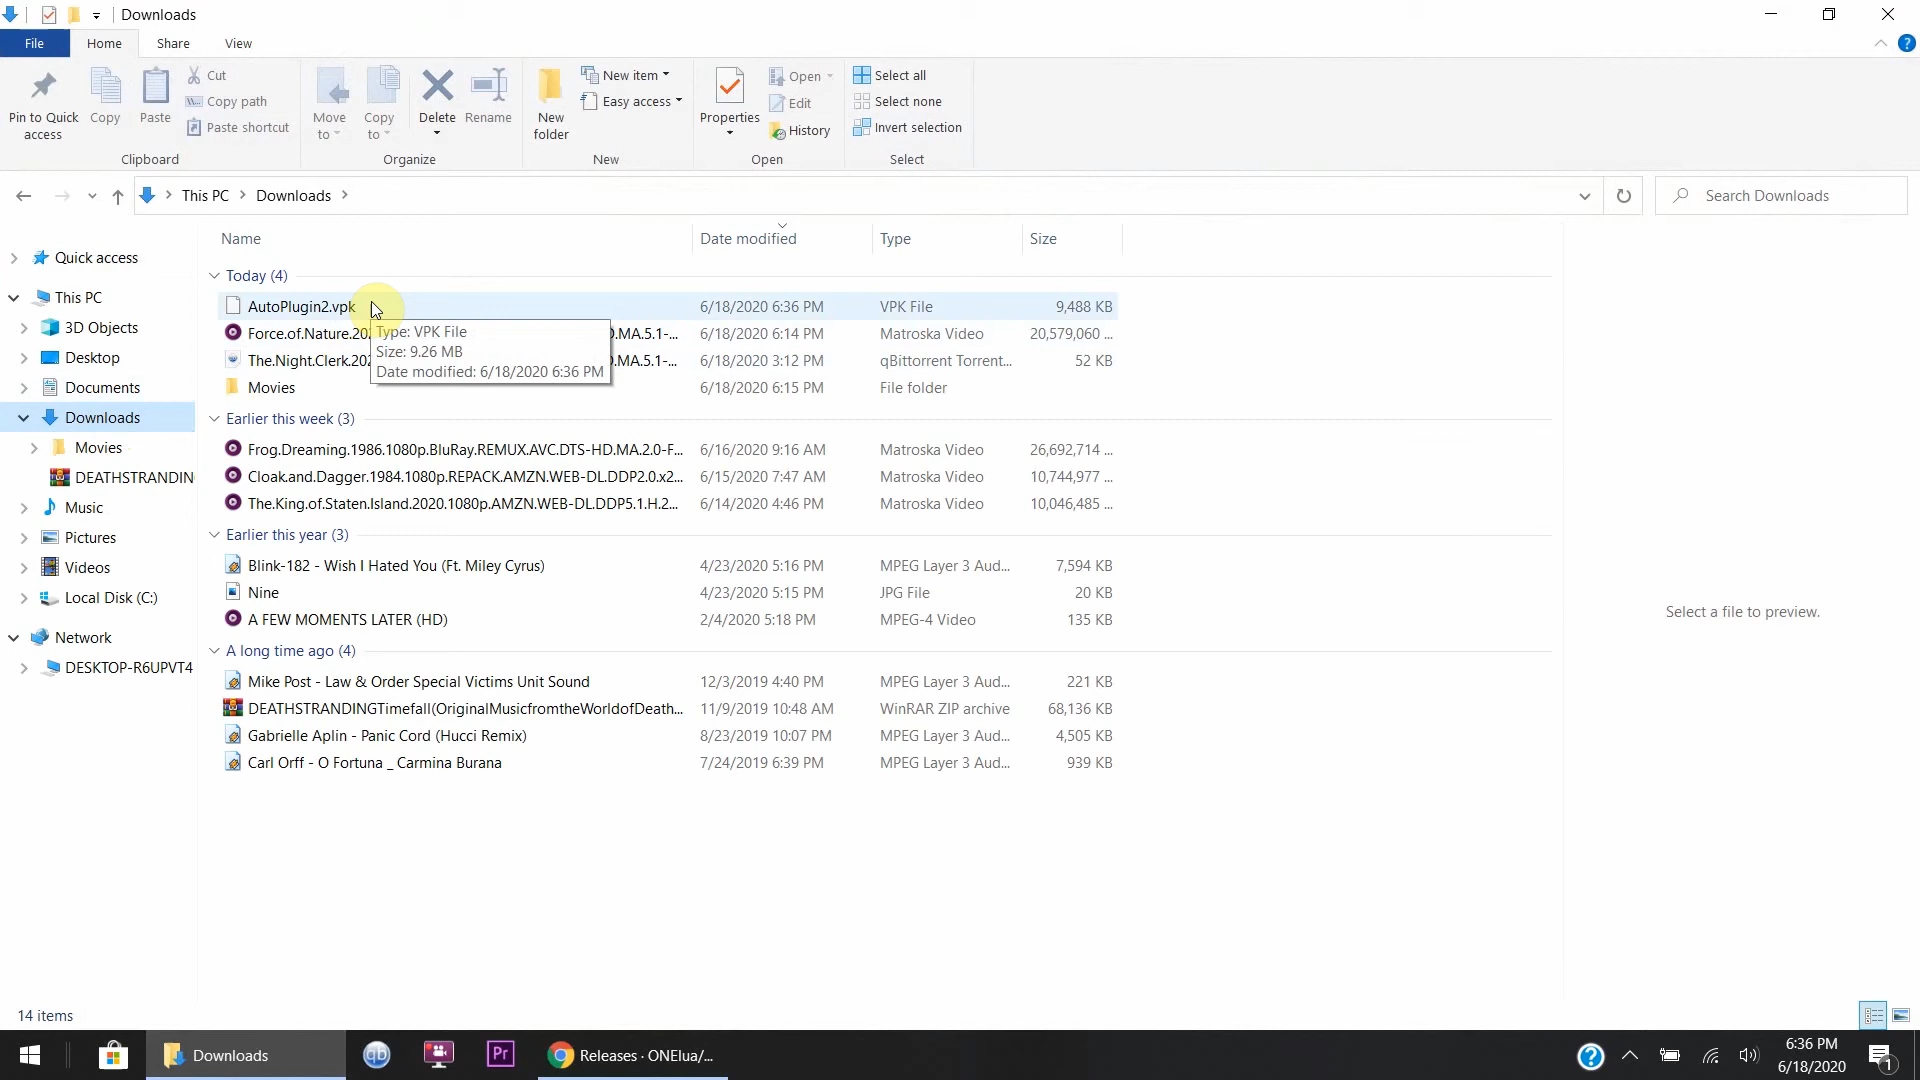 Downloads
File Home Share View
Pin to Quick access
Copy
Paste
Cut
Copy path
Paste shortcut
Clipboard
Move to
Copy to
Delete
Rename
Organize
New folder
New item
Easy access
New
Properties
Open
Edit
History
Open
Select all
Select none
Invert selection
Select
This PC Downloads
Search Downloads
Quick access
This PC
3D Objects
Desktop
Documents
Downloads
Movies
DEATHSTRANDIN
Music
Pictures
Videos
Local Disk (C:)
Network
DESKTOP-R6UPVT4
Name Date modified Type Size
Today (4)
AutoPlugin2.vpk 6/18/2020 6:36 PM VPK File 9,488 KB
Force.of.Nature.20 .MA.5.1-... 6/18/2020 6:14 PM Matroska Video 20,579,060 ...
The.Night.Clerk.20 .MA.5.1-... 6/18/2020 3:12 PM qBittorrent Torrent... 52 KB
Movies 6/18/2020 6:15 PM File folder
Type: VPK File
Size: 9.26 MB
Date modified: 6/18/2020 6:36 PM
Earlier this week (3)
Frog.Dreaming.1986.1080p.BluRay.REMUX.AVC.DTS-HD.MA.2.0-F... 6/16/2020 9:16 AM Matroska Video 26,692,714 ...
Cloak.and.Dagger.1984.1080p.REPACK.AMZN.WEB-DL.DDP2.0.x2... 6/15/2020 7:47 AM Matroska Video 10,744,977 ...
The.King.of.Staten.Island.2020.1080p.AMZN.WEB-DL.DDP5.1.H.2... 6/14/2020 4:46 PM Matroska Video 10,046,485 ...
Earlier this year (3)
Blink-182 - Wish I Hated You (Ft. Miley Cyrus) 4/23/2020 5:16 PM MPEG Layer 3 Aud... 7,594 KB
Nine 4/23/2020 5:15 PM JPG File 20 KB
A FEW MOMENTS LATER (HD) 2/4/2020 5:18 PM MPEG-4 Video 135 KB
A long time ago (4)
Mike Post - Law & Order Special Victims Unit Sound 12/3/2019 4:40 PM MPEG Layer 3 Aud... 221 KB
DEATHSTRANDINGTimefall(OriginalMusicfromtheWorldofDeath... 11/9/2019 10:48 AM WinRAR ZIP archive 68,136 KB
Gabrielle Aplin - Panic Cord (Hucci Remix) 8/23/2019 10:07 PM MPEG Layer 3 Aud... 4,505 KB
Carl Orff - O Fortuna _ Carmina Burana 7/24/2019 6:39 PM MPEG Layer 3 Aud... 939 KB
Select a file to preview.
14 items
Downloads
qb
Pr
Releases · ONElua/...
6:36 PM
6/18/2020
1